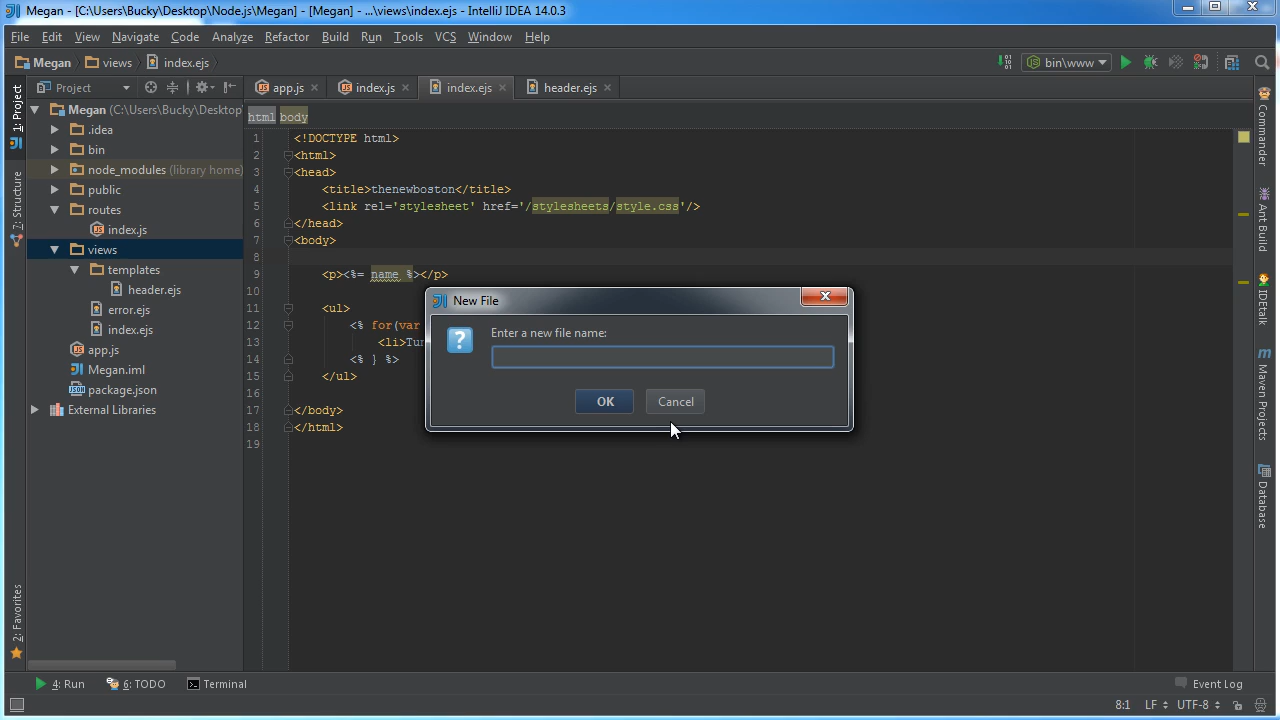 Megan - [C:\Users\Bucky\Desktop\Node.js\Megan] - [Megan] - ...\views\index.ejs - IntelliJ IDEA 14.0.3
File Edit View Navigate Code Analyze Refactor Build Run Tools VCS Window Help
Megan views index.ejs bin\www
Project app.js index.js index.ejs header.ejs
html body
1: Project
7: Structure
2: Favorites
Megan (C:\Users\Bucky\Desktop
.idea
bin
node_modules (library home)
public
routes
index.js
views
templates
header.ejs
error.ejs
index.ejs
app.js
Megan.iml
package.json
External Libraries
1 <!DOCTYPE html>
2 <html>
3 <head>
4 <title>thenewboston</title>
5 <link rel='stylesheet' href='/stylesheets/style.css'/>
6 </head>
7 <body>
8
9 <p><%= name %></p>
10
11 <ul>
12 <% for(var
13 <li>Tur
14 <% } %>
15 </ul>
16
17 </body>
18 </html>
19
New File
Enter a new file name:
OK Cancel
Commander
Ant Build
IDEtalk
Maven Projects
Database
4: Run 6: TODO Terminal Event Log
8:1 LF UTF-8